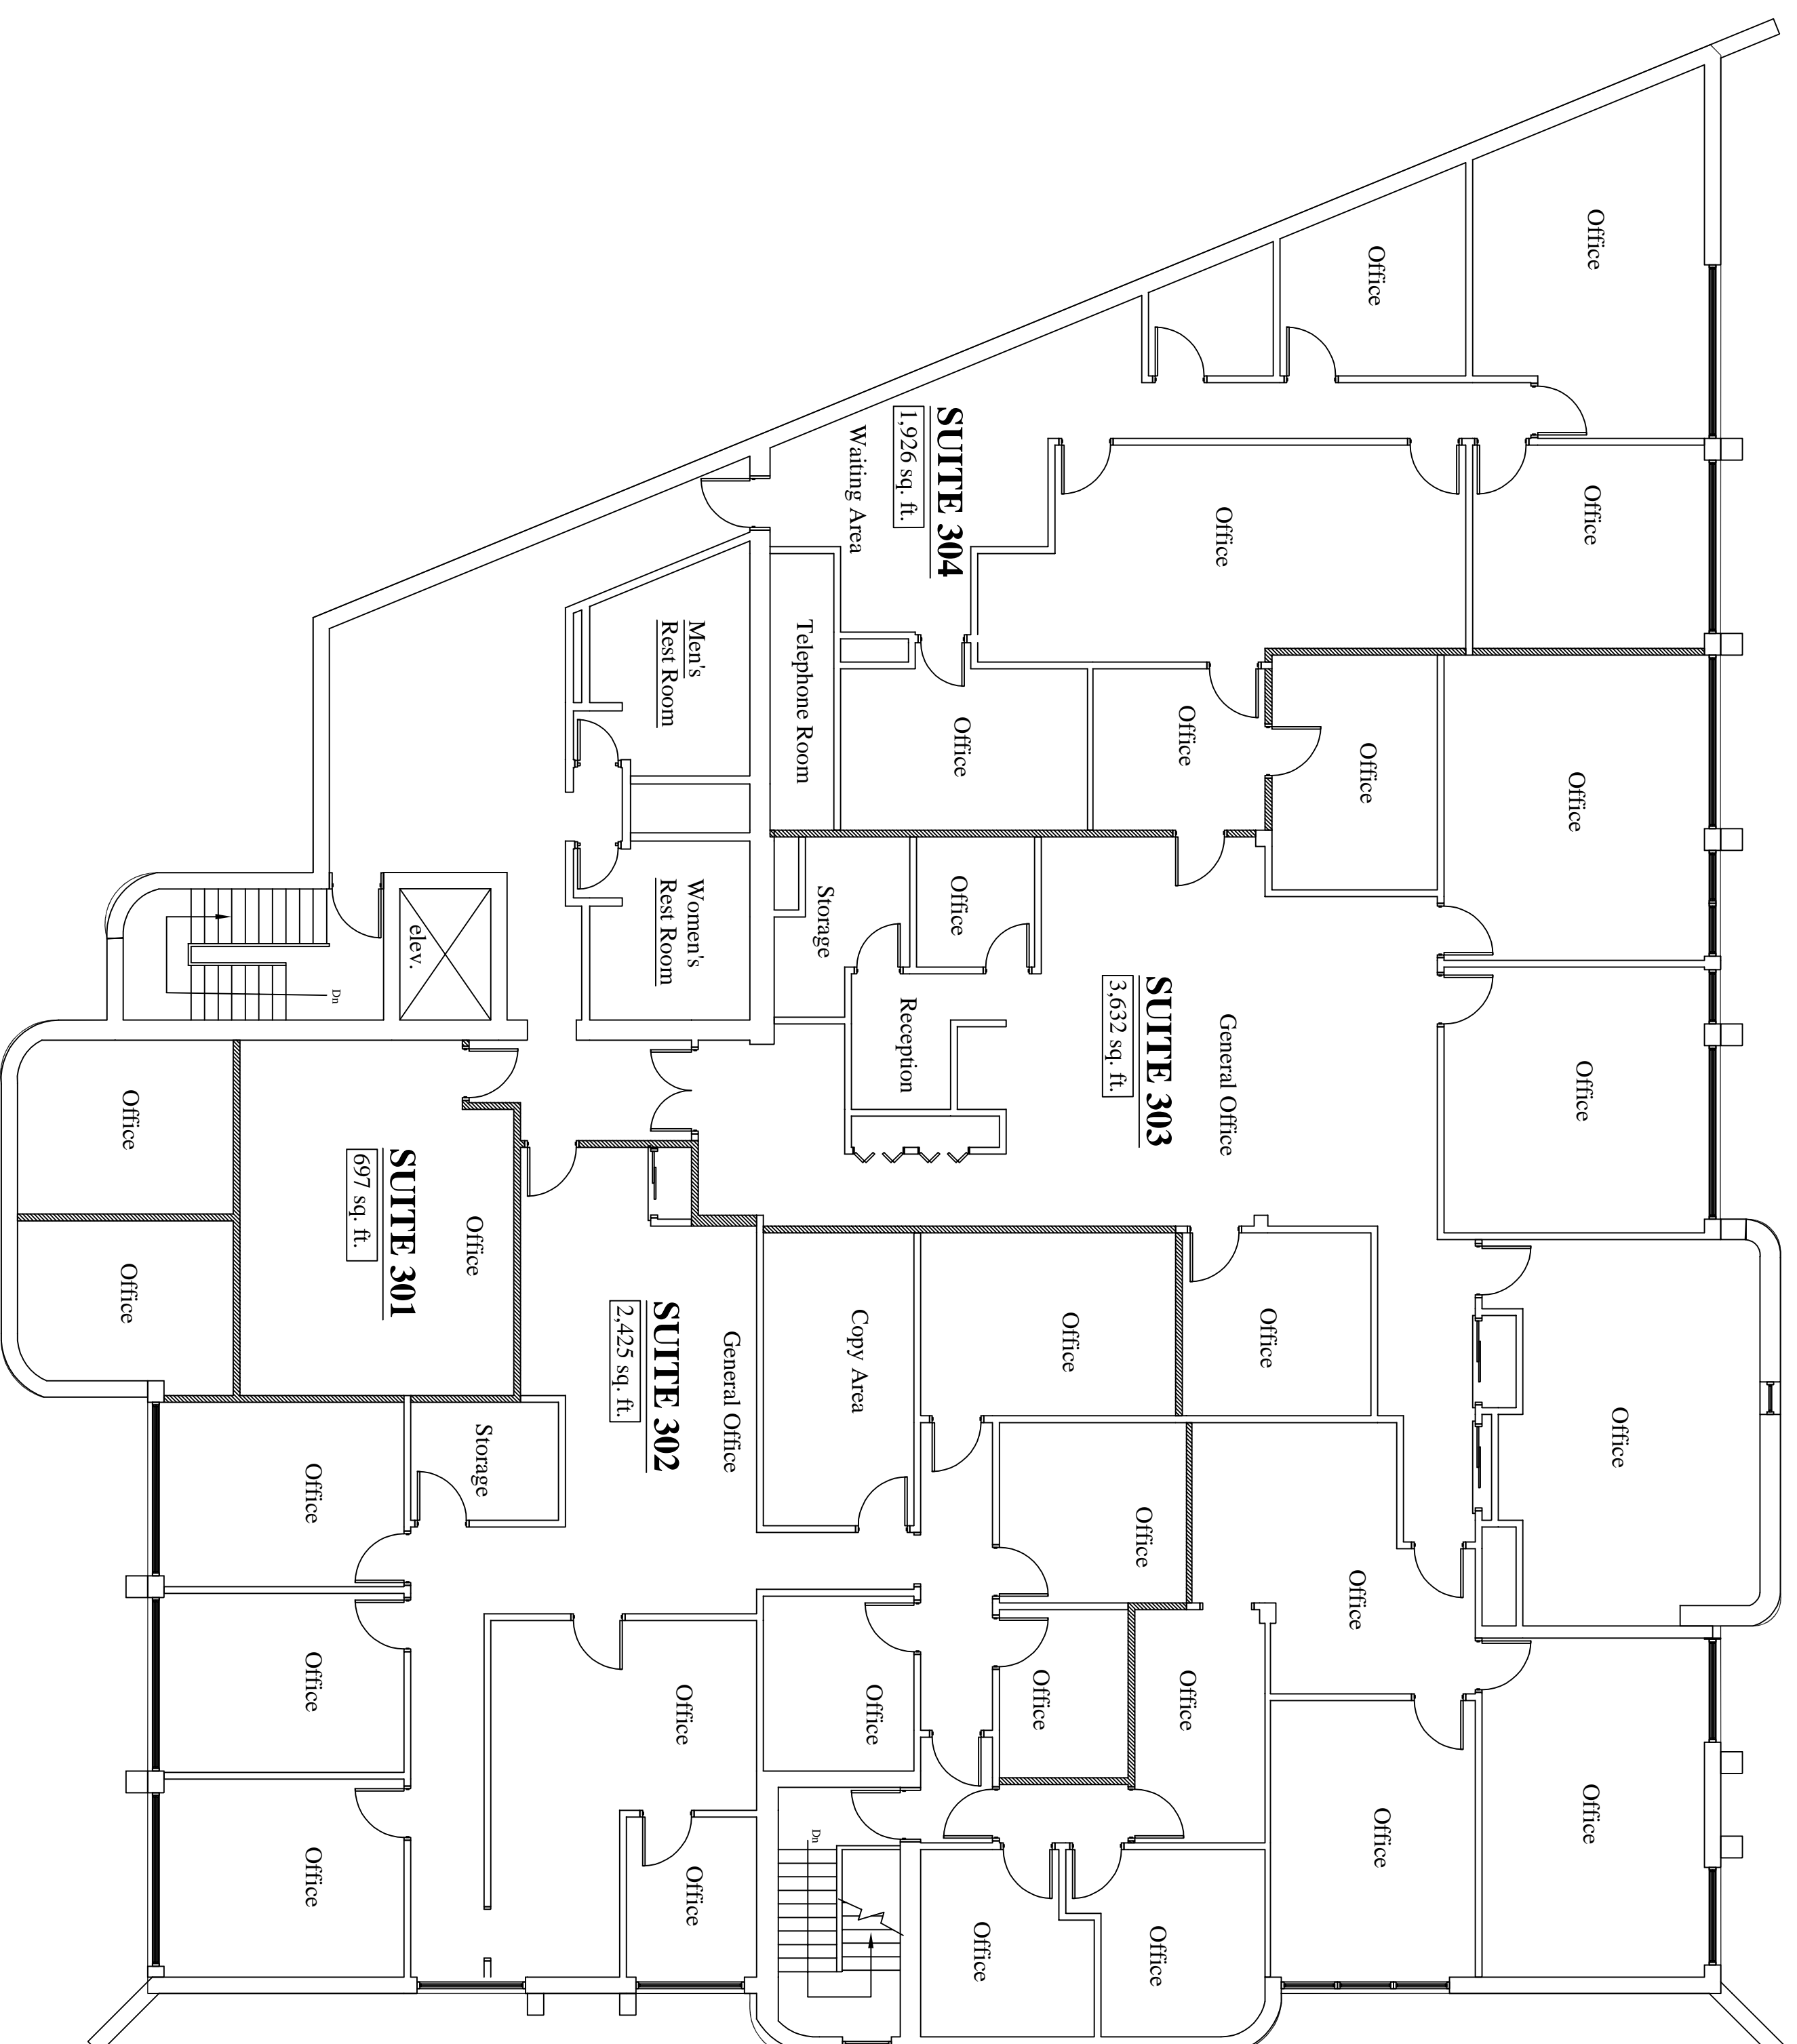 Office
Office
Office
Office
Office
Office
Office
Office
Office
Office
Office
Office
Office
Office
General Office
SUITE 303
3,632 sq. ft.
Office
Office
Office
Office
Office
Office
Office
SUITE 304
1,926 sq. ft.
Waiting Area
Reception
Office
Copy Area
Storage
Dn
Telephone Room
Men's
Rest Room
Women's
Rest Room
General Office
Office
Office
SUITE 302
2,425 sq. ft.
Storage
Office
elev.
SUITE 301
697 sq. ft.
Dn
Office
Office
Office
Office
Office